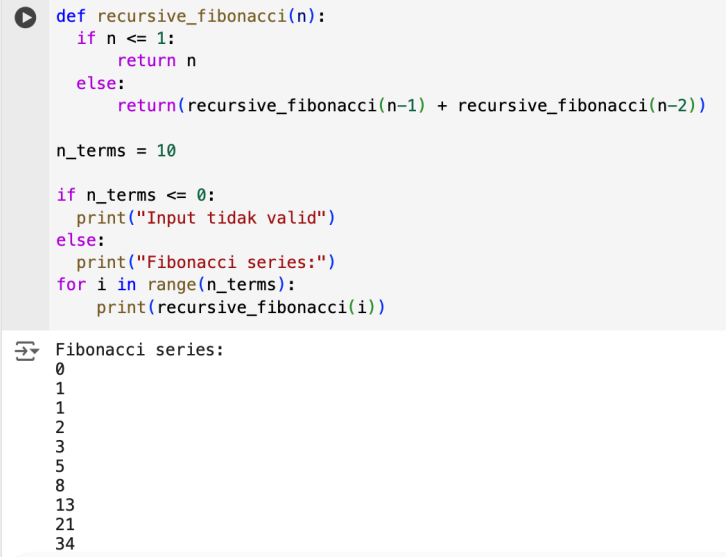 def recursive_fibonacci(n):
  if n <= 1:
      return n
  else:
      return(recursive_fibonacci(n-1) + recursive_fibonacci(n-2))

n_terms = 10

if n_terms <= 0:
  print("Input tidak valid")
else:
  print("Fibonacci series:")
for i in range(n_terms):
    print(recursive_fibonacci(i))
Fibonacci series:
0
1
1
2
3
5
8
13
21
34